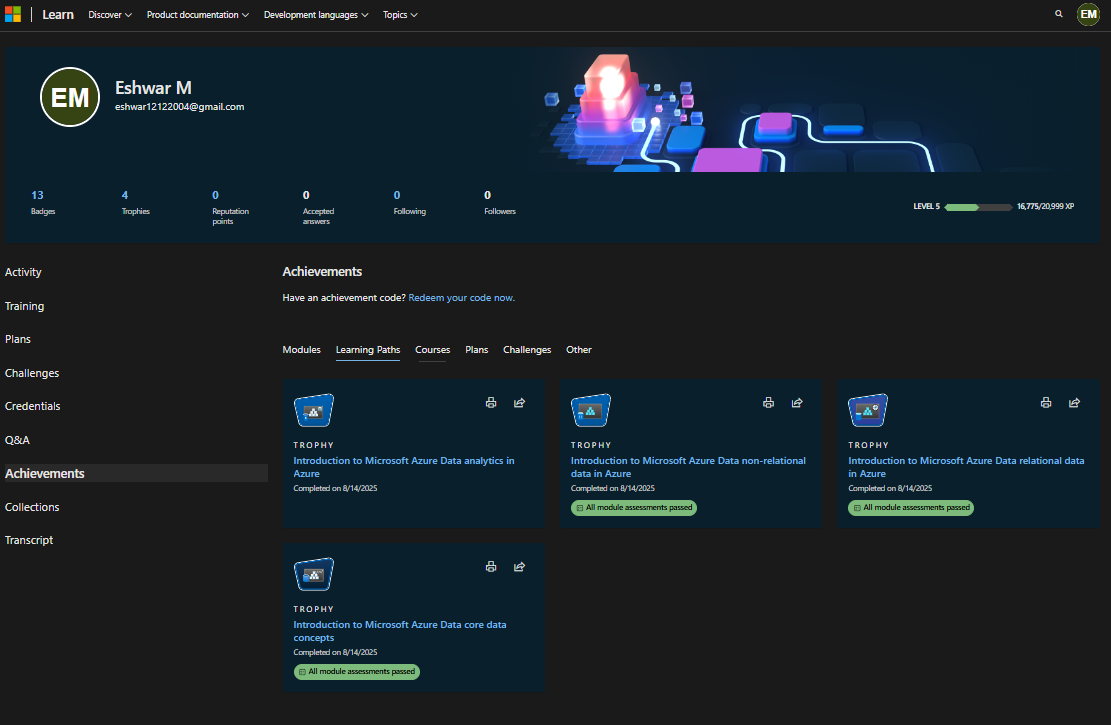 Learn Discover Product documentation Development languages Topics EM
EM
Eshwar M
eshwar12122004@gmail.com
13 4 0 0 0 0
Badges Trophies Reputation points Accepted answers Following Followers
LEVEL 5 16,775/20,999 XP
Activity
Training
Plans
Challenges
Credentials
Q&A
Achievements
Collections
Transcript
Achievements
Have an achievement code? Redeem your code now.
Modules Learning Paths Courses Plans Challenges Other
TROPHY
Introduction to Microsoft Azure Data analytics in
Azure
Completed on 8/14/2025
TROPHY
Introduction to Microsoft Azure Data non-relational
data in Azure
Completed on 8/14/2025
All module assessments passed
TROPHY
Introduction to Microsoft Azure Data relational data
in Azure
Completed on 8/14/2025
All module assessments passed
TROPHY
Introduction to Microsoft Azure Data core data
concepts
Completed on 8/14/2025
All module assessments passed